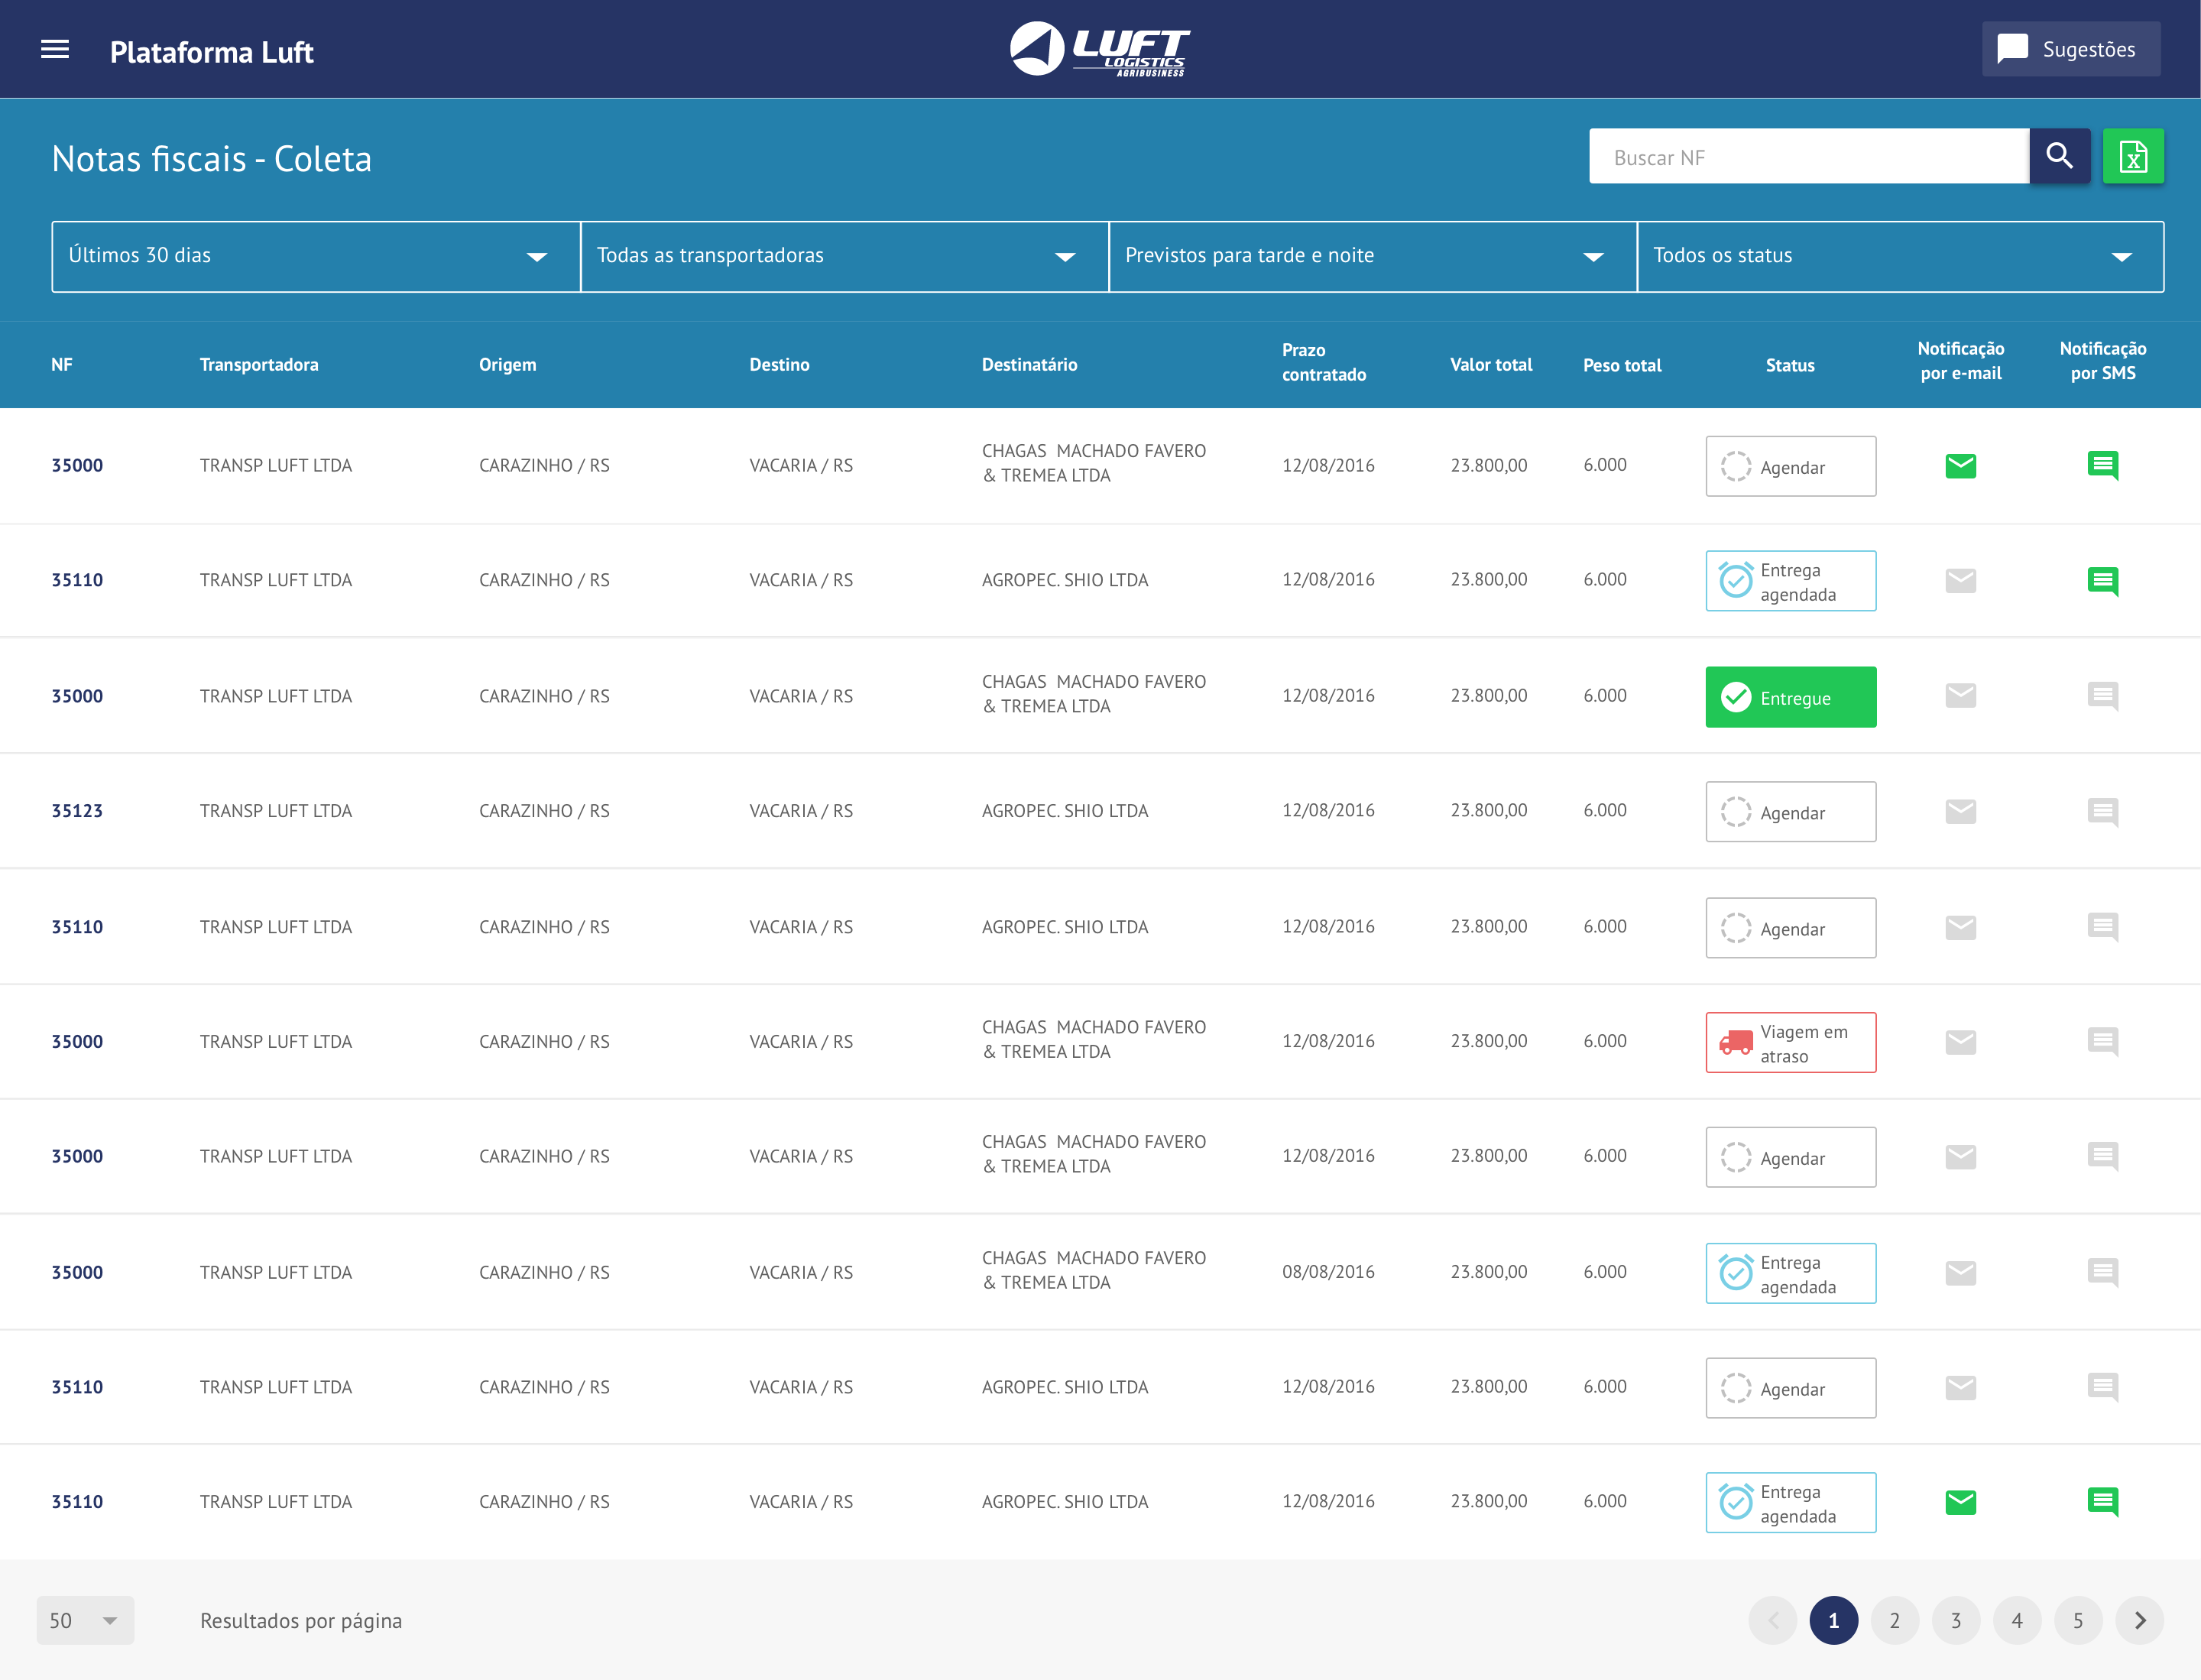 Plataforma Luft
LUFT
LOGISTICS
AGRIBUSINESS
Sugestões
Notas fiscais - Coleta
Buscar NF
X
Últimos 30 dias
Todas as transportadoras
Previstos para tarde e noite
Todos os status
NF
Transportadora
Origem
Destino
Destinatário
Prazo
contratado
Valor total
Peso total
Status
Notificação
por e-mail
Notificação
por SMS
35000
TRANSP LUFT LTDA
CARAZINHO / RS
VACARIA / RS
CHAGAS  MACHADO FAVERO
& TREMEA LTDA
12/08/2016
23.800,00
6.000
Agendar
35110
TRANSP LUFT LTDA
CARAZINHO / RS
VACARIA / RS
AGROPEC. SHIO LTDA
12/08/2016
23.800,00
6.000
Entrega
agendada
35000
TRANSP LUFT LTDA
CARAZINHO / RS
VACARIA / RS
CHAGAS  MACHADO FAVERO
& TREMEA LTDA
12/08/2016
23.800,00
6.000
Entregue
35123
TRANSP LUFT LTDA
CARAZINHO / RS
VACARIA / RS
AGROPEC. SHIO LTDA
12/08/2016
23.800,00
6.000
Agendar
35110
TRANSP LUFT LTDA
CARAZINHO / RS
VACARIA / RS
AGROPEC. SHIO LTDA
12/08/2016
23.800,00
6.000
Agendar
35000
TRANSP LUFT LTDA
CARAZINHO / RS
VACARIA / RS
CHAGAS  MACHADO FAVERO
& TREMEA LTDA
12/08/2016
23.800,00
6.000
Viagem em
atraso
35000
TRANSP LUFT LTDA
CARAZINHO / RS
VACARIA / RS
CHAGAS  MACHADO FAVERO
& TREMEA LTDA
12/08/2016
23.800,00
6.000
Agendar
35000
TRANSP LUFT LTDA
CARAZINHO / RS
VACARIA / RS
CHAGAS  MACHADO FAVERO
& TREMEA LTDA
08/08/2016
23.800,00
6.000
Entrega
agendada
35110
TRANSP LUFT LTDA
CARAZINHO / RS
VACARIA / RS
AGROPEC. SHIO LTDA
12/08/2016
23.800,00
6.000
Agendar
35110
TRANSP LUFT LTDA
CARAZINHO / RS
VACARIA / RS
AGROPEC. SHIO LTDA
12/08/2016
23.800,00
6.000
Entrega
agendada
50
Resultados por página
1
2
3
4
5